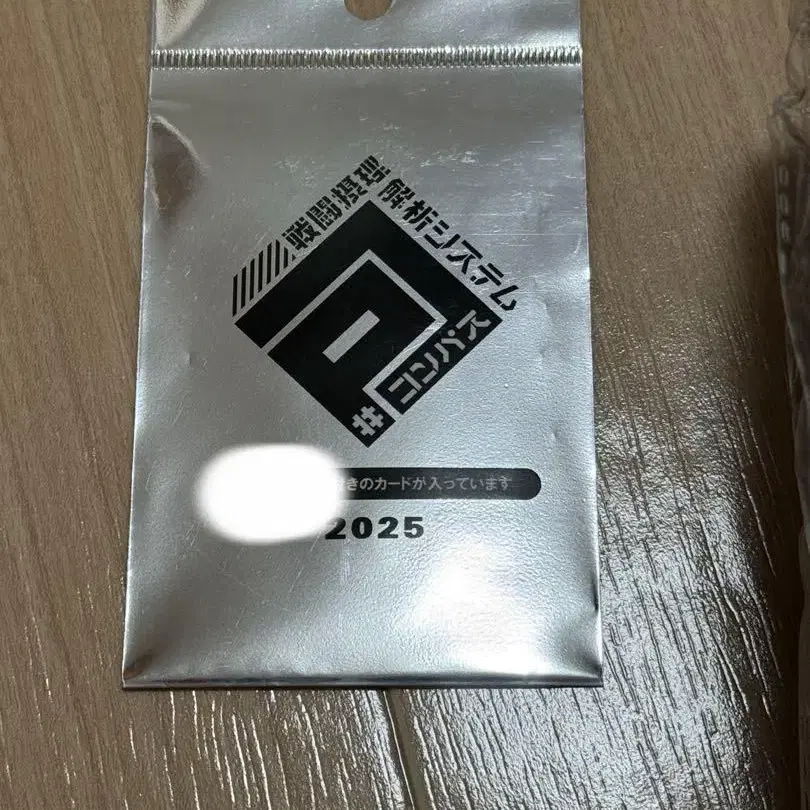 戦闘摂理
解析システム
#コンパス
きのカードが入っています
2025